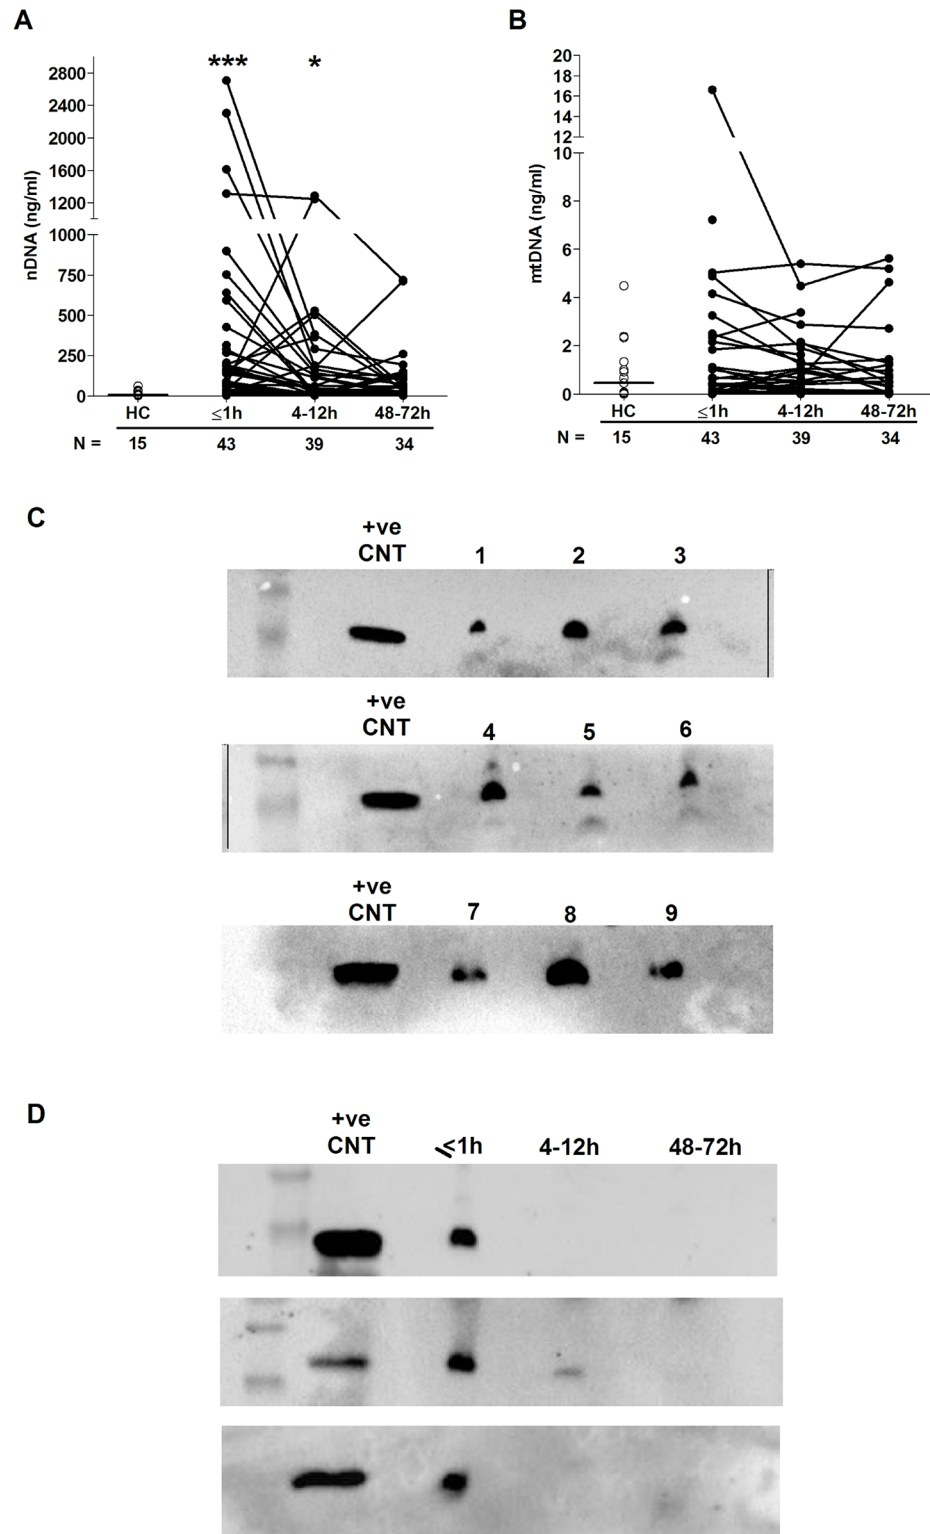 A
nDNA (ng/ml)
2800
2400
2000
1600
1200
1000
750
500
250
0
*** *
HC ≤1h 4-12h 48-72h
N = 15 43 39 34
B
mtDNA (ng/ml)
20
18
16
14
12
10
8
6
4
2
0
HC ≤1h 4-12h 48-72h
N = 15 43 39 34
C
+ve
CNT 1 2 3
+ve
CNT 4 5 6
+ve
CNT 7 8 9
D
+ve
CNT ≤1h 4-12h 48-72h